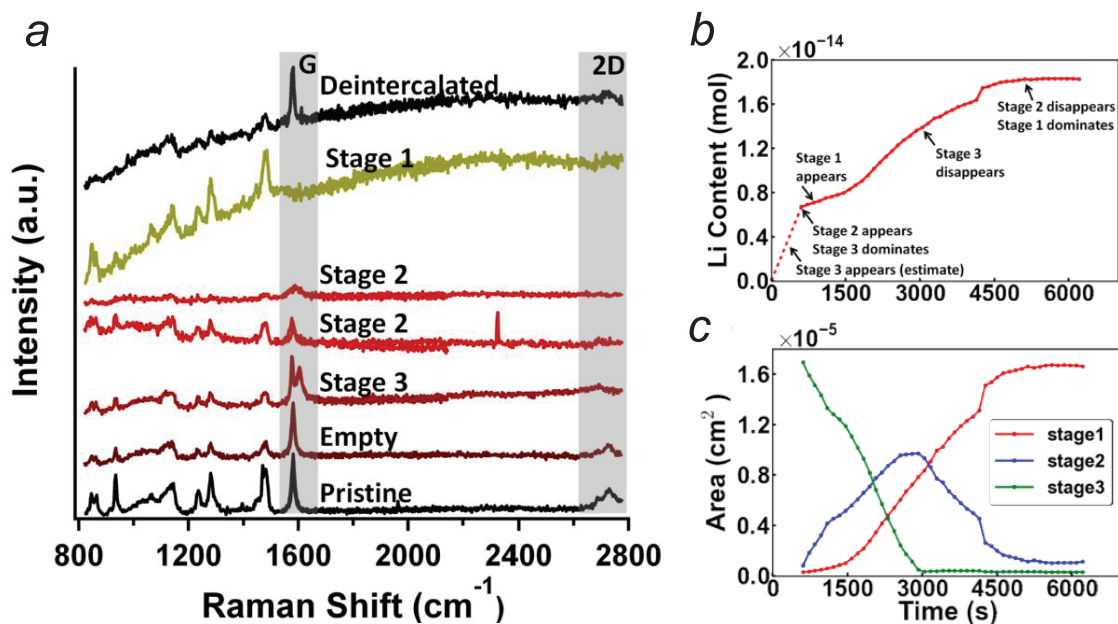 a
Intensity (a.u.)
G
2D
Deintercalated
Stage 1
Stage 2
Stage 2
Stage 3
Empty
Pristine
800 1200 1600 2000 2400 2800
Raman Shift (cm⁻¹)
b
×10⁻¹⁴
Li Content (mol)
2.0
1.6
1.2
0.8
0.4
0.0
Stage 1
appears
Stage 2 appears
Stage 3 dominates
Stage 3 appears (estimate)
Stage 3
disappears
Stage 2 disappears
Stage 1 dominates
0 1500 3000 4500 6000
c
×10⁻⁵
Area (cm²)
1.6
1.2
0.8
0.4
0.0
stage1
stage2
stage3
0 1500 3000 4500 6000
Time (s)